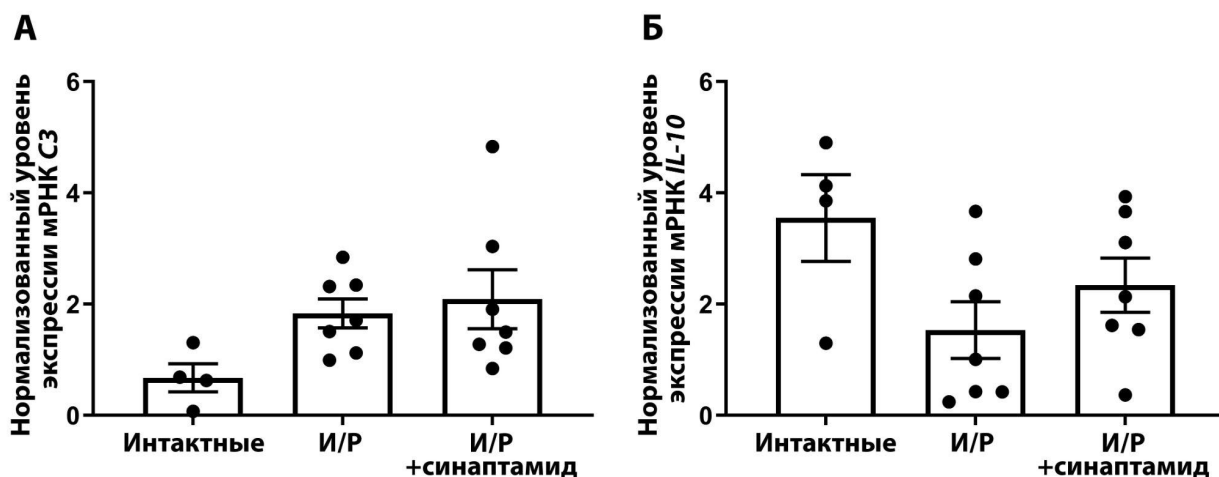 А
Нормализованный уровень
экспрессии мРНК C3
6
4
2
0
Интактные
И/Р
И/Р
+синаптамид
Б
Нормализованный уровень
экспрессии мРНК IL-10
6
4
2
0
Интактные
И/Р
И/Р
+синаптамид